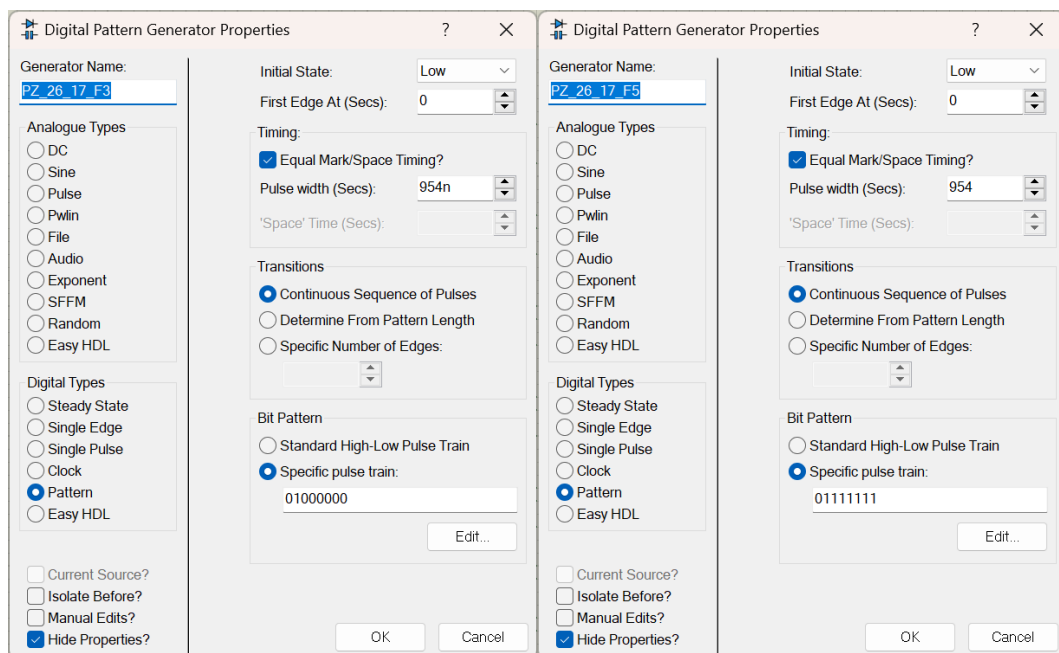 Digital Pattern Generator Properties ? ×
Generator Name:
PZ_26_17_F3
Analogue Types
DC
Sine
Pulse
Pwlin
File
Audio
Exponent
SFFM
Random
Easy HDL
Digital Types
Steady State
Single Edge
Single Pulse
Clock
Pattern
Easy HDL
Current Source?
Isolate Before?
Manual Edits?
Hide Properties?
Initial State: Low
First Edge At (Secs): 0
Timing:
Equal Mark/Space Timing?
Pulse width (Secs): 954n
'Space' Time (Secs):
Transitions
Continuous Sequence of Pulses
Determine From Pattern Length
Specific Number of Edges:
Bit Pattern
Standard High-Low Pulse Train
Specific pulse train:
01000000
Edit...
OK Cancel
Digital Pattern Generator Properties ? ×
Generator Name:
PZ_26_17_F5
Analogue Types
DC
Sine
Pulse
Pwlin
File
Audio
Exponent
SFFM
Random
Easy HDL
Digital Types
Steady State
Single Edge
Single Pulse
Clock
Pattern
Easy HDL
Current Source?
Isolate Before?
Manual Edits?
Hide Properties?
Initial State: Low
First Edge At (Secs): 0
Timing:
Equal Mark/Space Timing?
Pulse width (Secs): 954
'Space' Time (Secs):
Transitions
Continuous Sequence of Pulses
Determine From Pattern Length
Specific Number of Edges:
Bit Pattern
Standard High-Low Pulse Train
Specific pulse train:
01111111
Edit...
OK Cancel